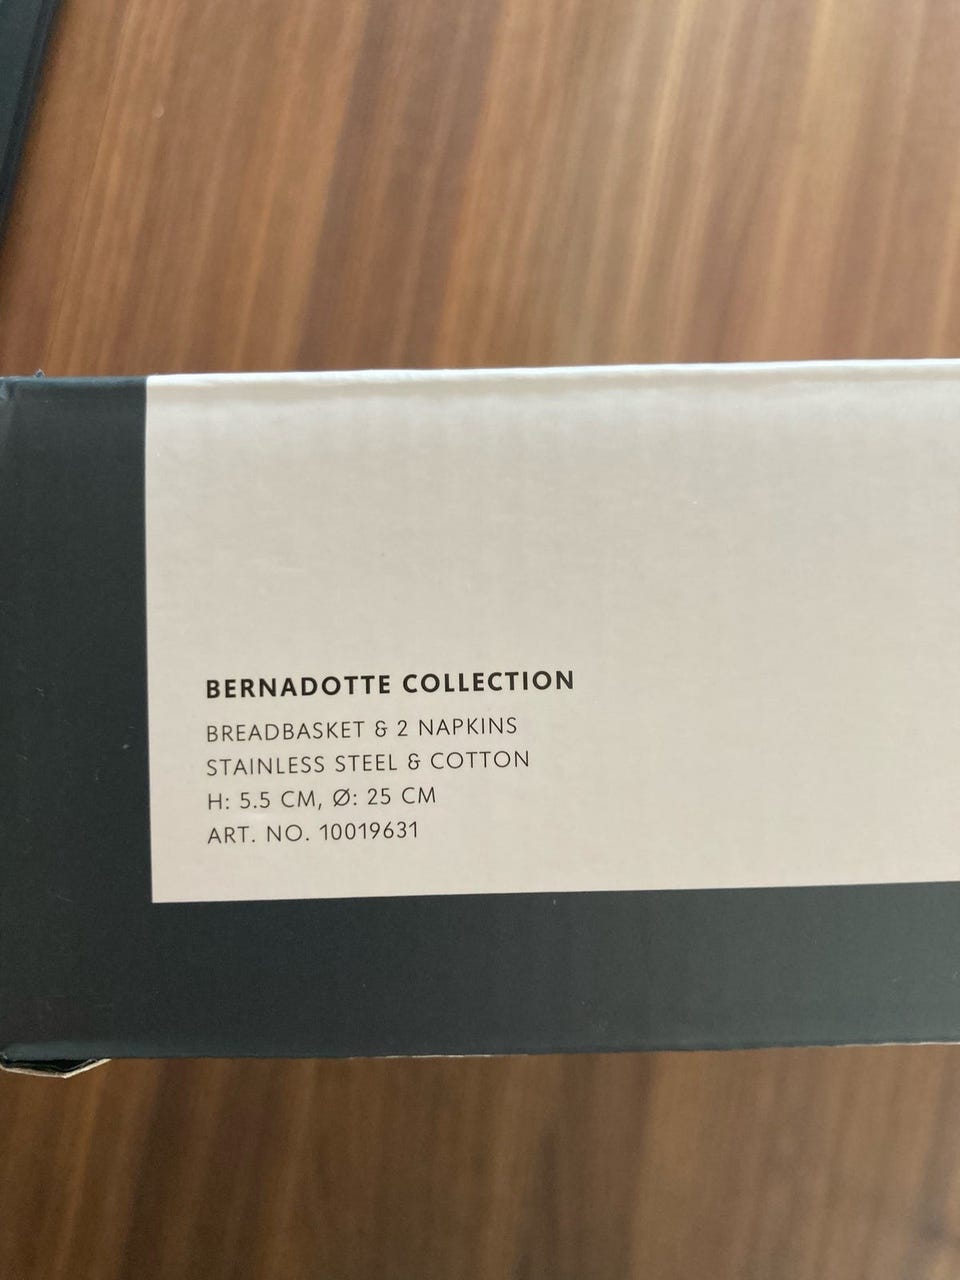 BERNADOTTE COLLECTION
BREADBASKET & 2 NAPKINS
STAINLESS STEEL & COTTON
H: 5.5 CM, Ø: 25 CM
ART. NO. 10019631